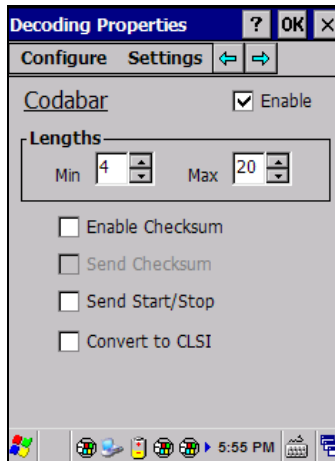 Decoding Properties ? OK ×
Configure Settings
Codabar Enable
Lengths
Min 4 Max 20
Enable Checksum
Send Checksum
Send Start/Stop
Convert to CLSI
5:55 PM